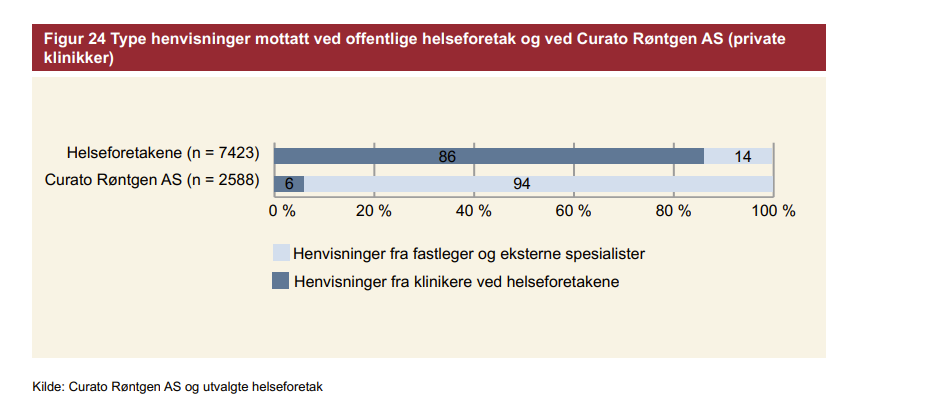 Figur 24 Type henvisninger mottatt ved offentlige helseforetak og ved Curato Røntgen AS (private
klinikker)
Helseforetakene (n = 7423)
86
14
Curato Røntgen AS (n = 2588)
6
94
0 %
20 %
40 %
60 %
80 %
100 %
Henvisninger fra fastleger og eksterne spesialister
Henvisninger fra klinikere ved helseforetakene
Kilde: Curato Røntgen AS og utvalgte helseforetak